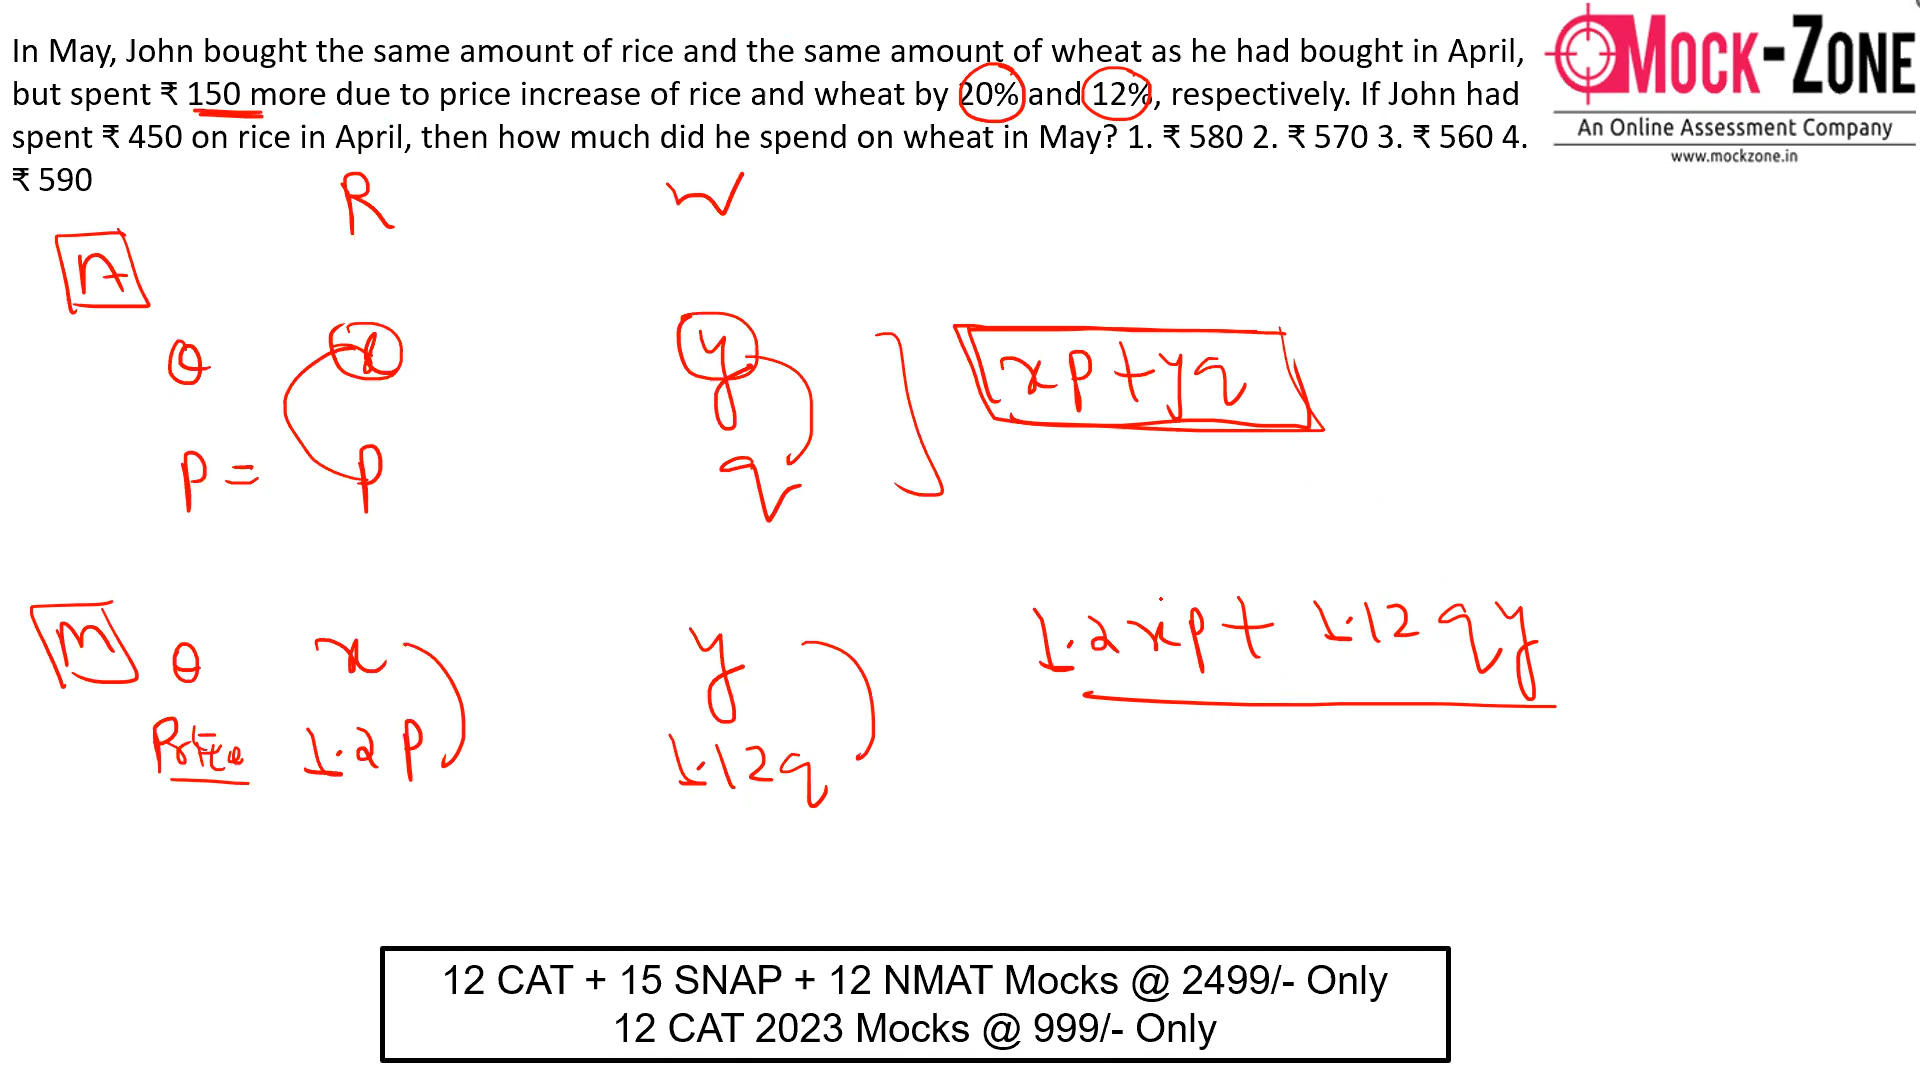 In May, John bought the same amount of rice and the same amount of wheat as he had bought in April,
but spent ₹ 150 more due to price increase of rice and wheat by 20% and 12%, respectively. If John had
spent ₹ 450 on rice in April, then how much did he spend on wheat in May? 1. ₹ 580 2. ₹ 570 3. ₹ 560 4.
₹ 590
MOCK-ZONE
An Online Assessment Company
www.mockzone.in
R W
A
Q x y
xp+yq
P = p q
M Q x y
1.2xp + 1.12qy
Price 1.2p 1.12q
12 CAT + 15 SNAP + 12 NMAT Mocks @ 2499/- Only
12 CAT 2023 Mocks @ 999/- Only